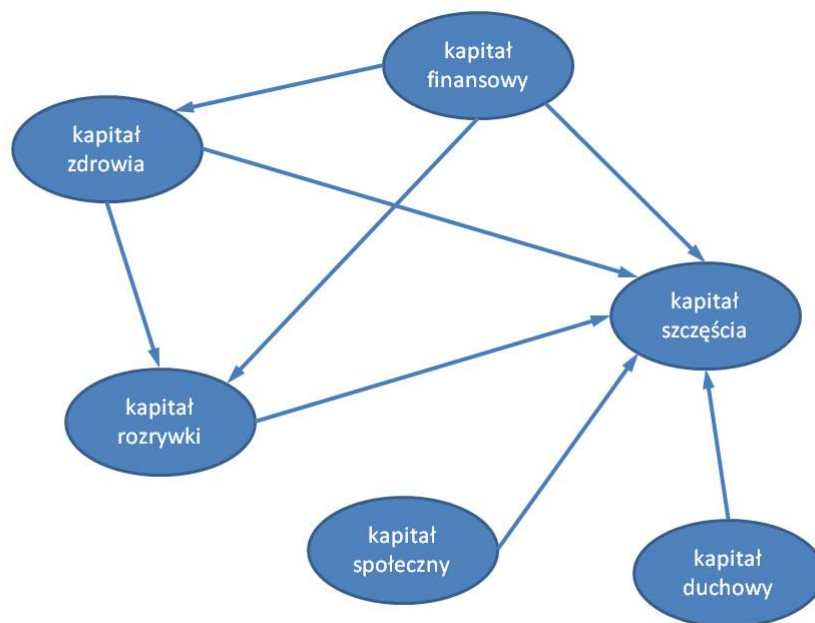 kapitał
finansowy
kapitał
zdrowia
kapitał
szczęścia
kapitał
rozrywki
kapitał
społeczny
kapitał
duchowy